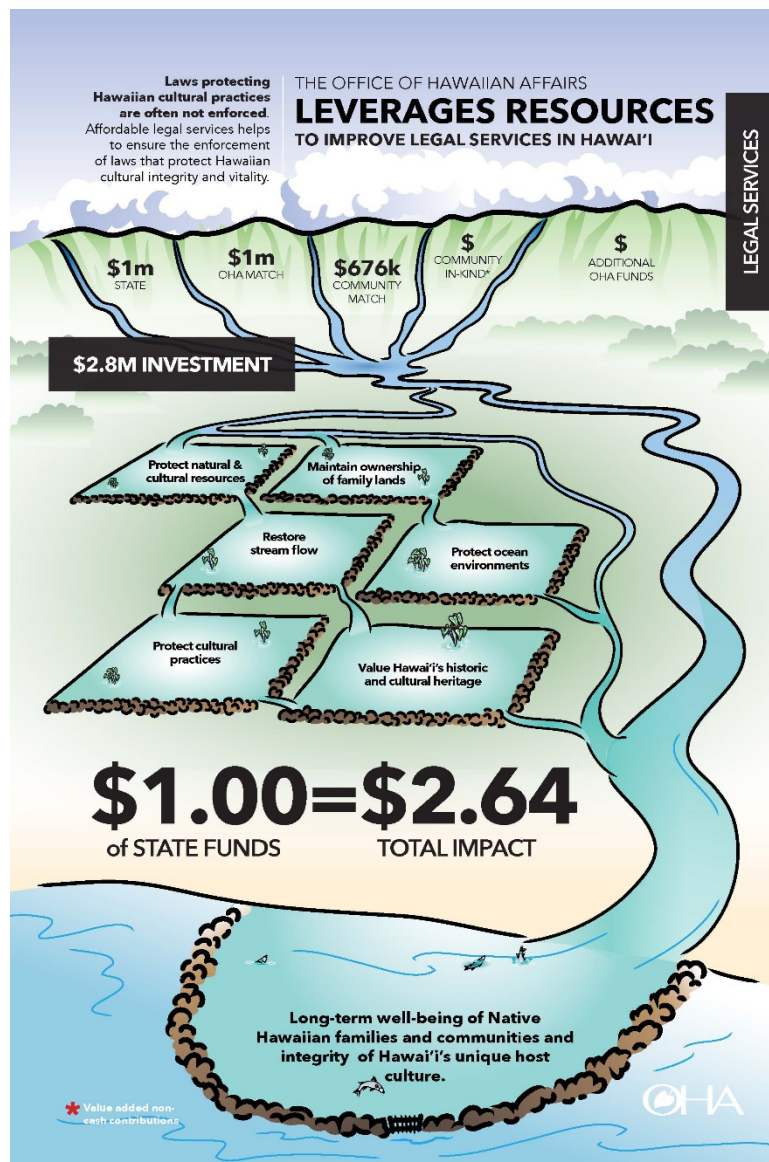 Laws protecting
Hawaiian cultural practices
are often not enforced.
Affordable legal services helps
to ensure the enforcement
of laws that protect Hawaiian
cultural integrity and vitality.
THE OFFICE OF HAWAIIAN AFFAIRS
LEVERAGES RESOURCES
TO IMPROVE LEGAL SERVICES IN HAWAI'I
LEGAL SERVICES
$1m
STATE
$1m
OHA MATCH
$676k
COMMUNITY
MATCH
$
COMMUNITY
IN-KIND*
$
ADDITIONAL
OHA FUNDS
$2.8M INVESTMENT
Protect natural &
cultural resources
Maintain ownership
of family lands
Restore
stream flow
Protect ocean
environments
Protect cultural
practices
Value Hawai'i's historic
and cultural heritage
$1.00=$2.64
of STATE FUNDS
TOTAL IMPACT
Long-term well-being of Native
Hawaiian families and communities and
integrity of Hawai'i's unique host
culture.
* Value added non-
cash contributions
OHA